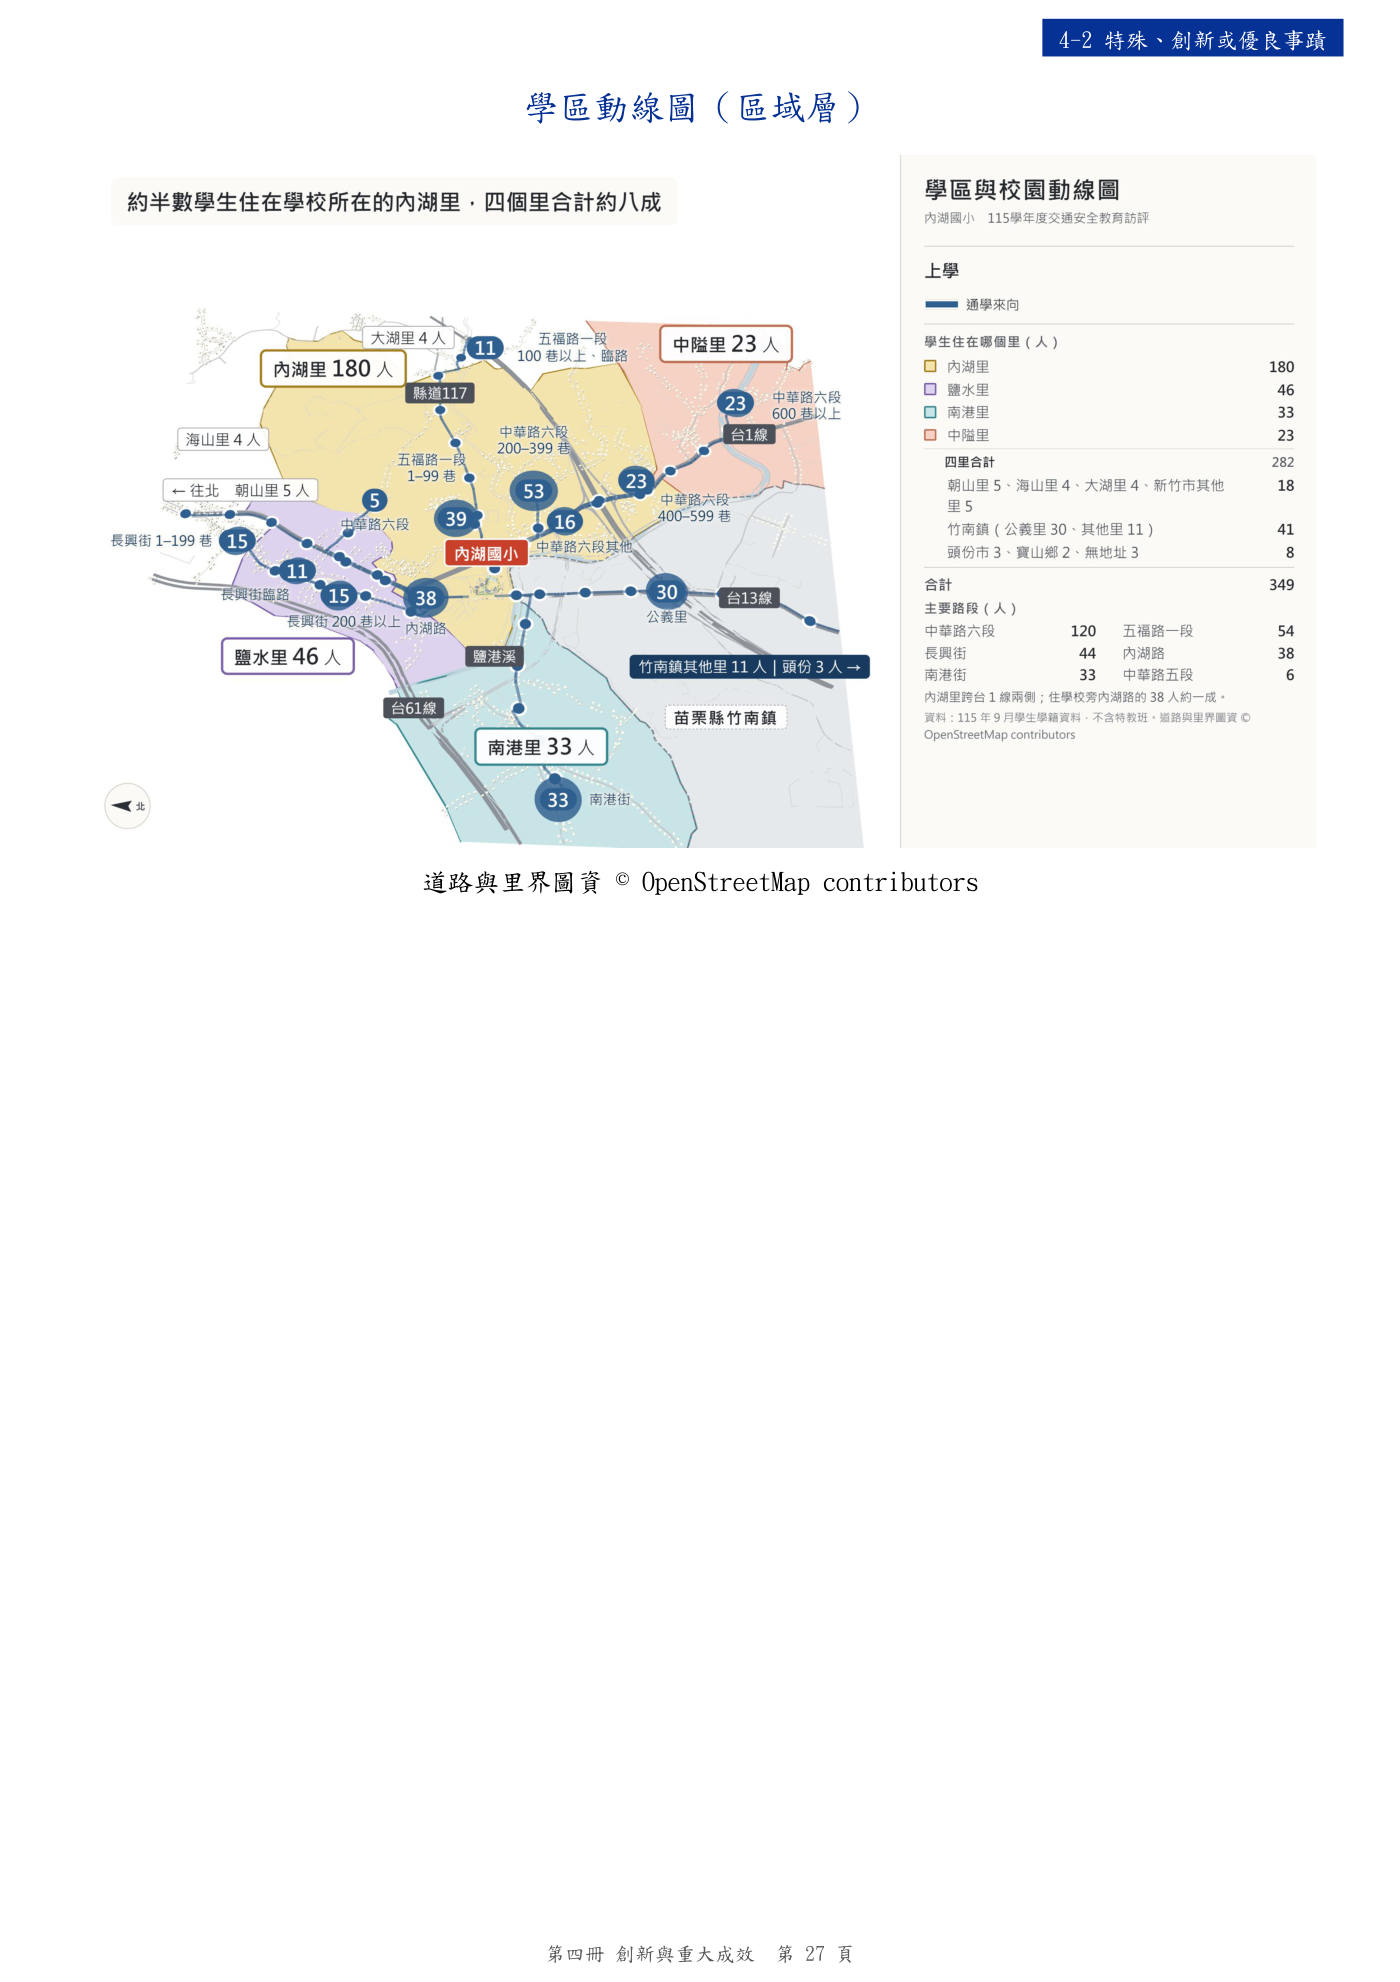 4-2 特殊、創新或優良事蹟
學區動線圖（區域層）
約半數學生住在學校所在的內湖里，四個里合計約八成
大湖里 4 人
11
五福路一段
100 巷以上、臨路
中隘里 23 人
內湖里 180 人
縣道117
23
中華路六段
600 巷以上
台1線
海山里 4 人
中華路六段
200–399 巷
五福路一段
1–99 巷
← 往北 朝山里 5 人
5
中華路六段
53
23
中華路六段
400–599 巷
39
16
長興街 1–199 巷
15
內湖國小
中華路六段其他
11
長興街臨路
15
長興街 200 巷以上
38
內湖路
30
公義里
台13線
鹽水里 46 人
鹽港溪
竹南鎮其他里 11 人 | 頭份 3 人 →
台61線
苗栗縣竹南鎮
南港里 33 人
33
南港街
北
學區與校園動線圖
內湖國小 115學年度交通安全教育訪評
上學
通學來向
學生住在哪個里（人）
內湖里 180
鹽水里 46
南港里 33
中隘里 23
四里合計 282
朝山里 5、海山里 4、大湖里 4、新竹市其他 18
里 5
竹南鎮（公義里 30、其他里 11） 41
頭份市 3、寶山鄉 2、無地址 3 8
合計 349
主要路段（人）
中華路六段 120 五福路一段 54
長興街 44 內湖路 38
南港街 33 中華路五段 6
內湖里跨台 1 線兩側；住學校旁內湖路的 38 人約一成。
資料：115 年 9 月學生學籍資料，不含特教班。道路與里界圖資 ©
OpenStreetMap contributors
道路與里界圖資 © OpenStreetMap contributors
第四冊 創新與重大成效 第 27 頁